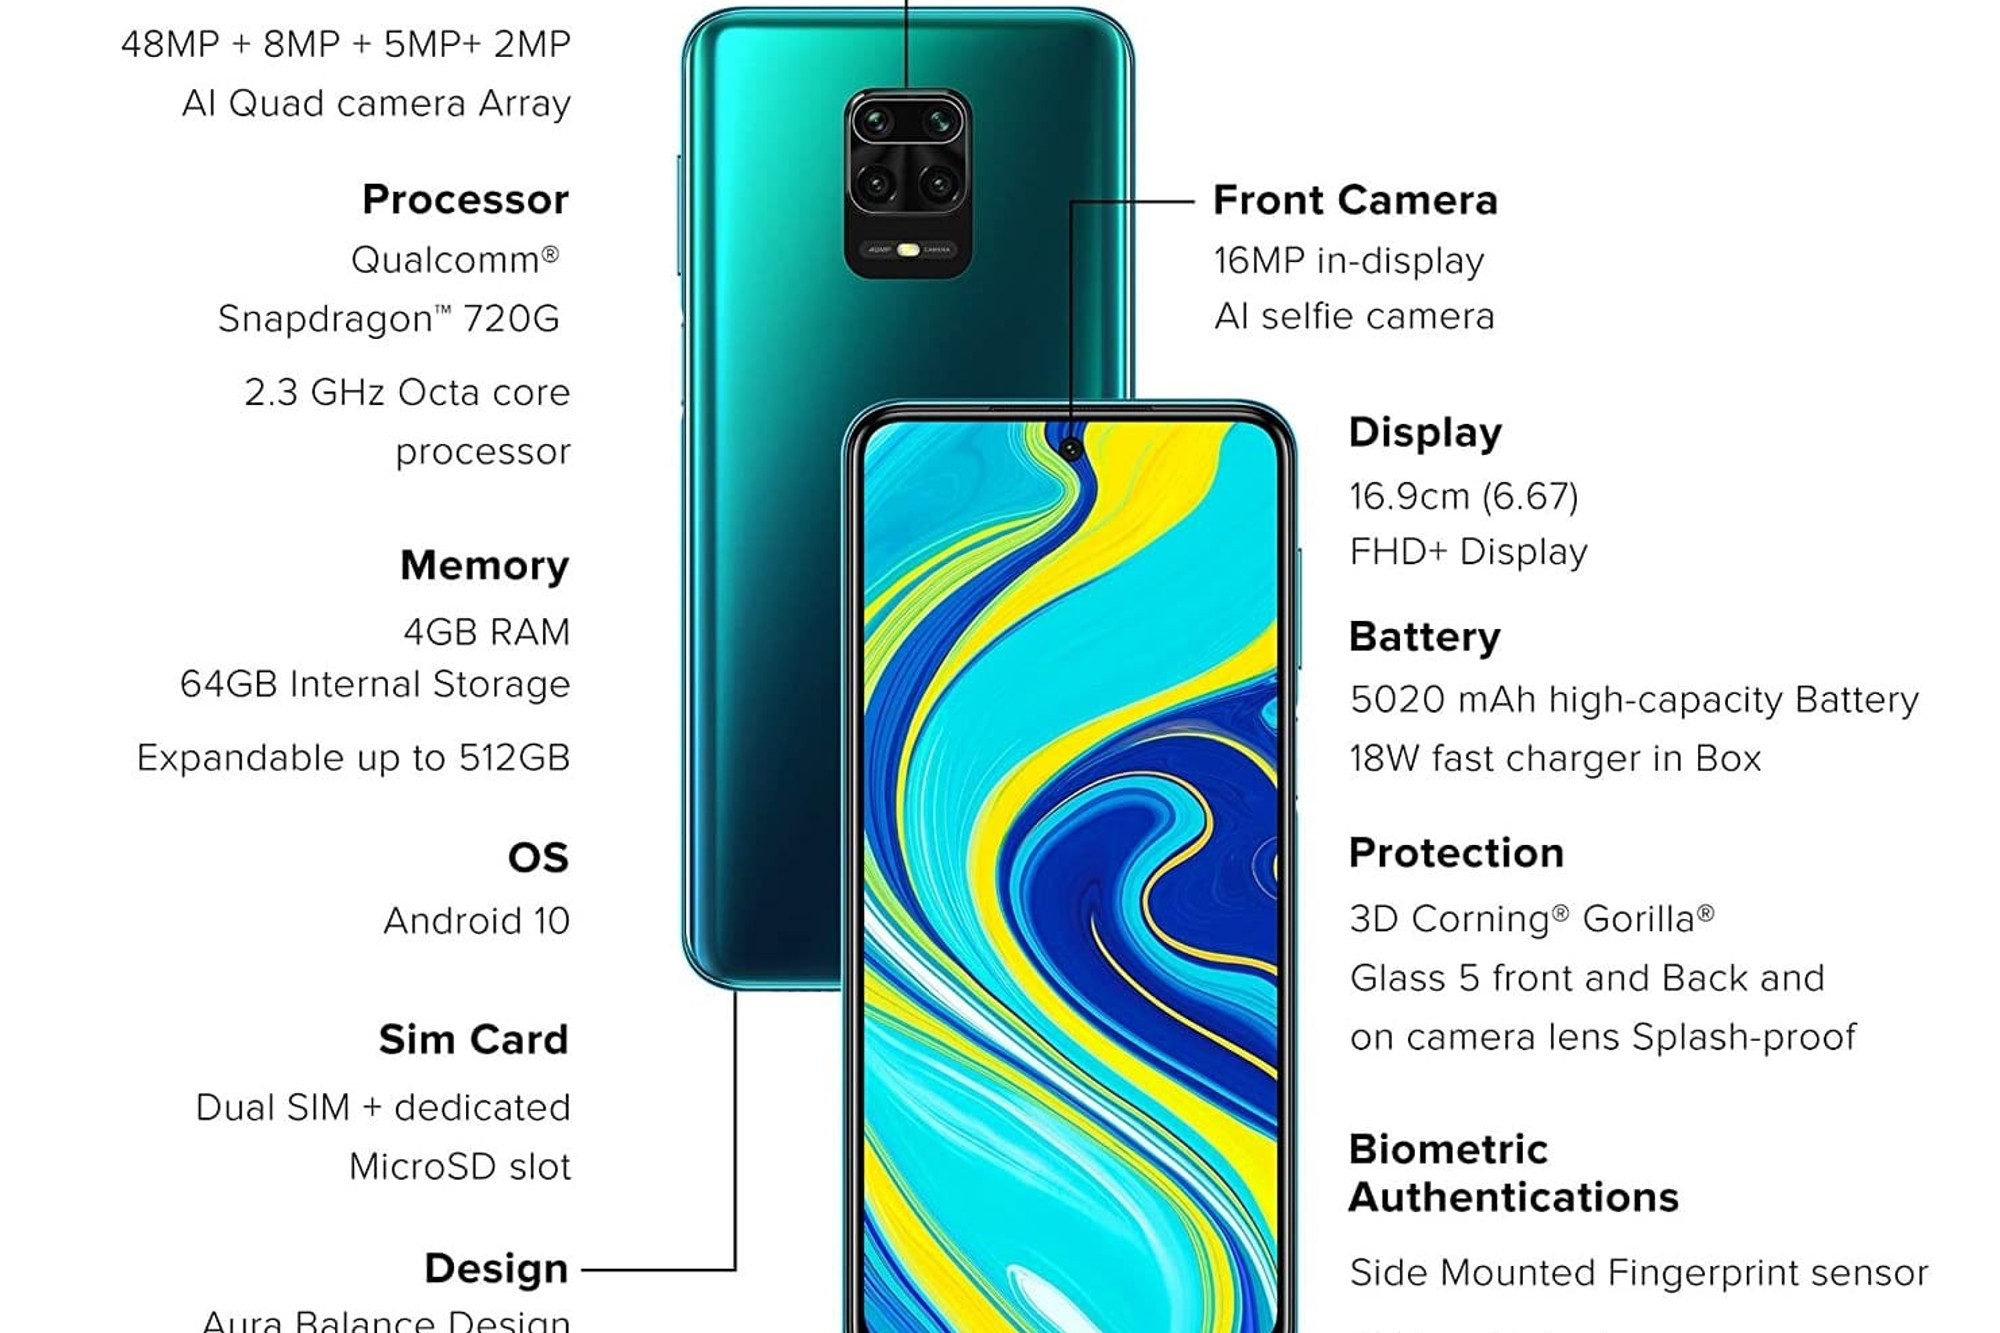 48MP + 8MP + 5MP+ 2MP
AI Quad camera Array
Processor
Qualcomm®
Snapdragon™ 720G
2.3 GHz Octa core
processor
Memory
4GB RAM
64GB Internal Storage
Expandable up to 512GB
OS
Android 10
Sim Card
Dual SIM + dedicated
MicroSD slot
Design
Aura Balance Design
48MP CAMERA
Front Camera
16MP in-display
AI selfie camera
Display
16.9cm (6.67)
FHD+ Display
Battery
5020 mAh high-capacity Battery
18W fast charger in Box
Protection
3D Corning® Gorilla®
Glass 5 front and Back and
on camera lens Splash-proof
Biometric
Authentications
Side Mounted Fingerprint sensor